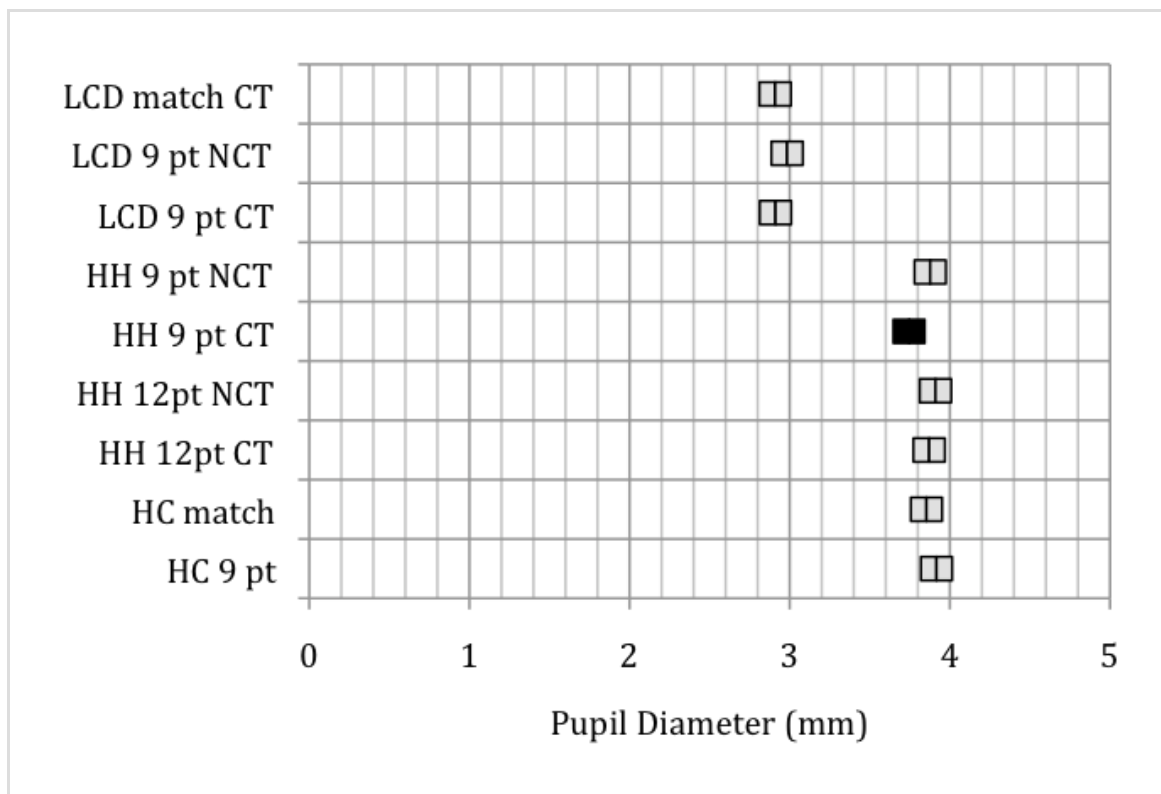 LCD match CT
LCD 9 pt NCT
LCD 9 pt CT
HH 9 pt NCT
HH 9 pt CT
HH 12pt NCT
HH 12pt CT
HC match
HC 9 pt
0 1 2 3 4 5
Pupil Diameter (mm)